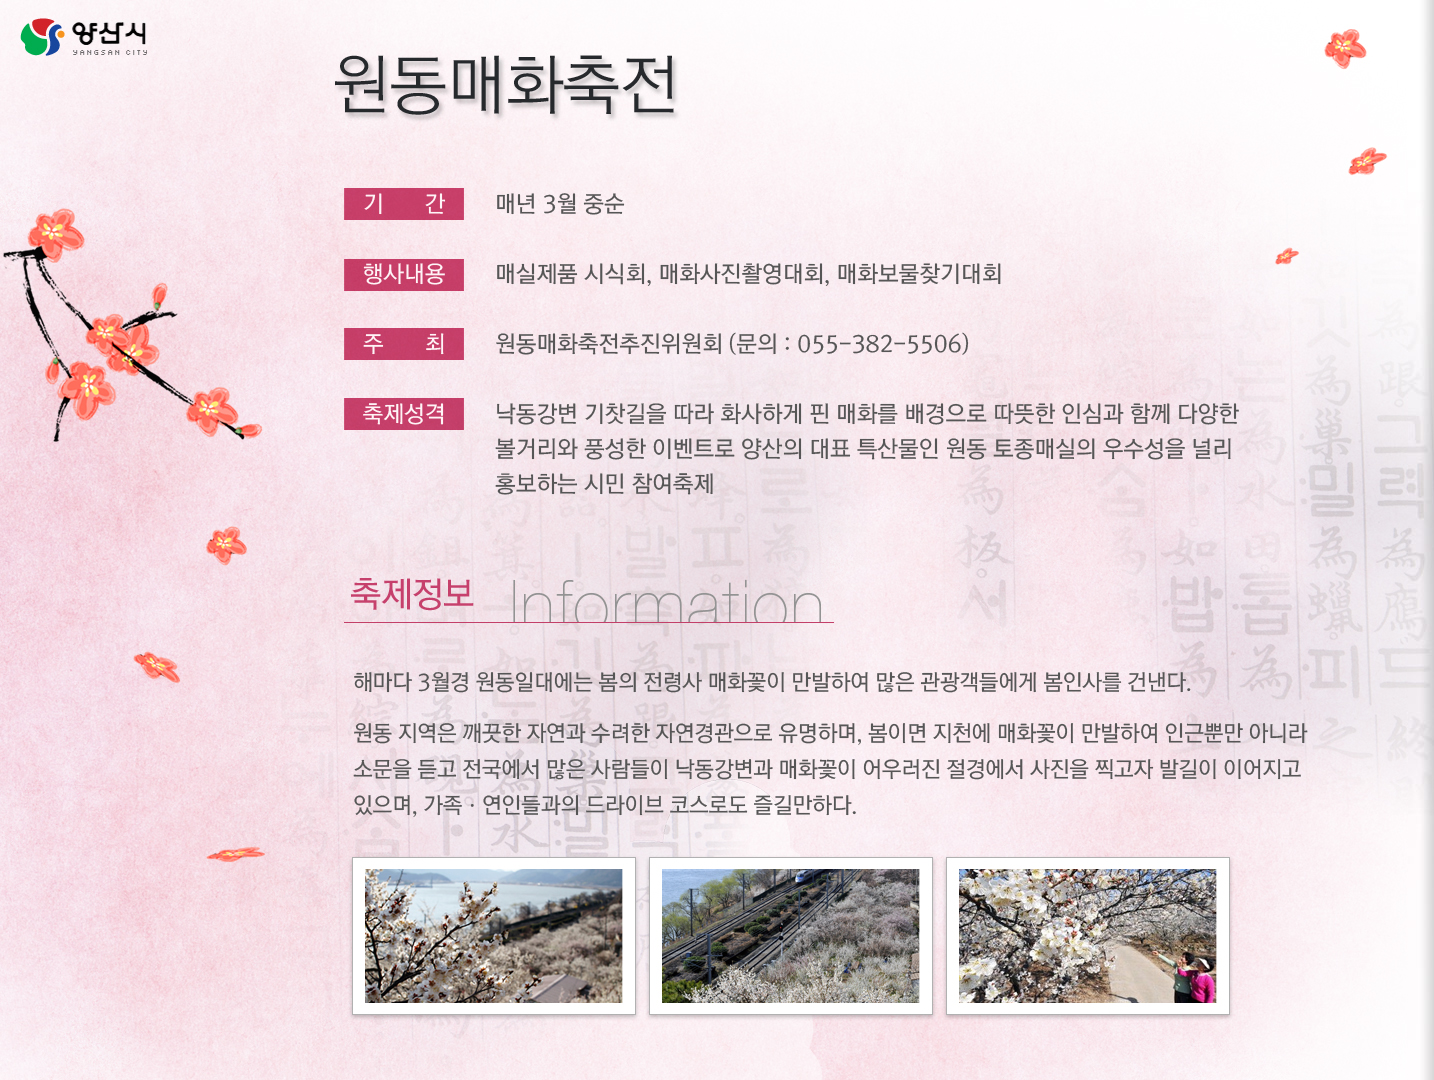 양산시
YANGSAN CITY
원동매화축전
기 간 매년 3월 중순
행사내용 매실제품 시식회, 매화사진촬영대회, 매화보물찾기대회
주 최 원동매화축전추진위원회 (문의 : 055-382-5506)
축제성격 낙동강변 기찻길을 따라 화사하게 핀 매화를 배경으로 따뜻한 인심과 함께 다양한
볼거리와 풍성한 이벤트로 양산의 대표 특산물인 원동 토종매실의 우수성을 널리
홍보하는 시민 참여축제
축제정보 Information
해마다 3월경 원동일대에는 봄의 전령사 매화꽃이 만발하여 많은 관광객들에게 봄인사를 건낸다.
원동 지역은 깨끗한 자연과 수려한 자연경관으로 유명하며, 봄이면 지천에 매화꽃이 만발하여 인근뿐만 아니라
소문을 듣고 전국에서 많은 사람들이 낙동강변과 매화꽃이 어우러진 절경에서 사진을 찍고자 발길이 이어지고
있으며, 가족 · 연인들과의 드라이브 코스로도 즐길만하다.